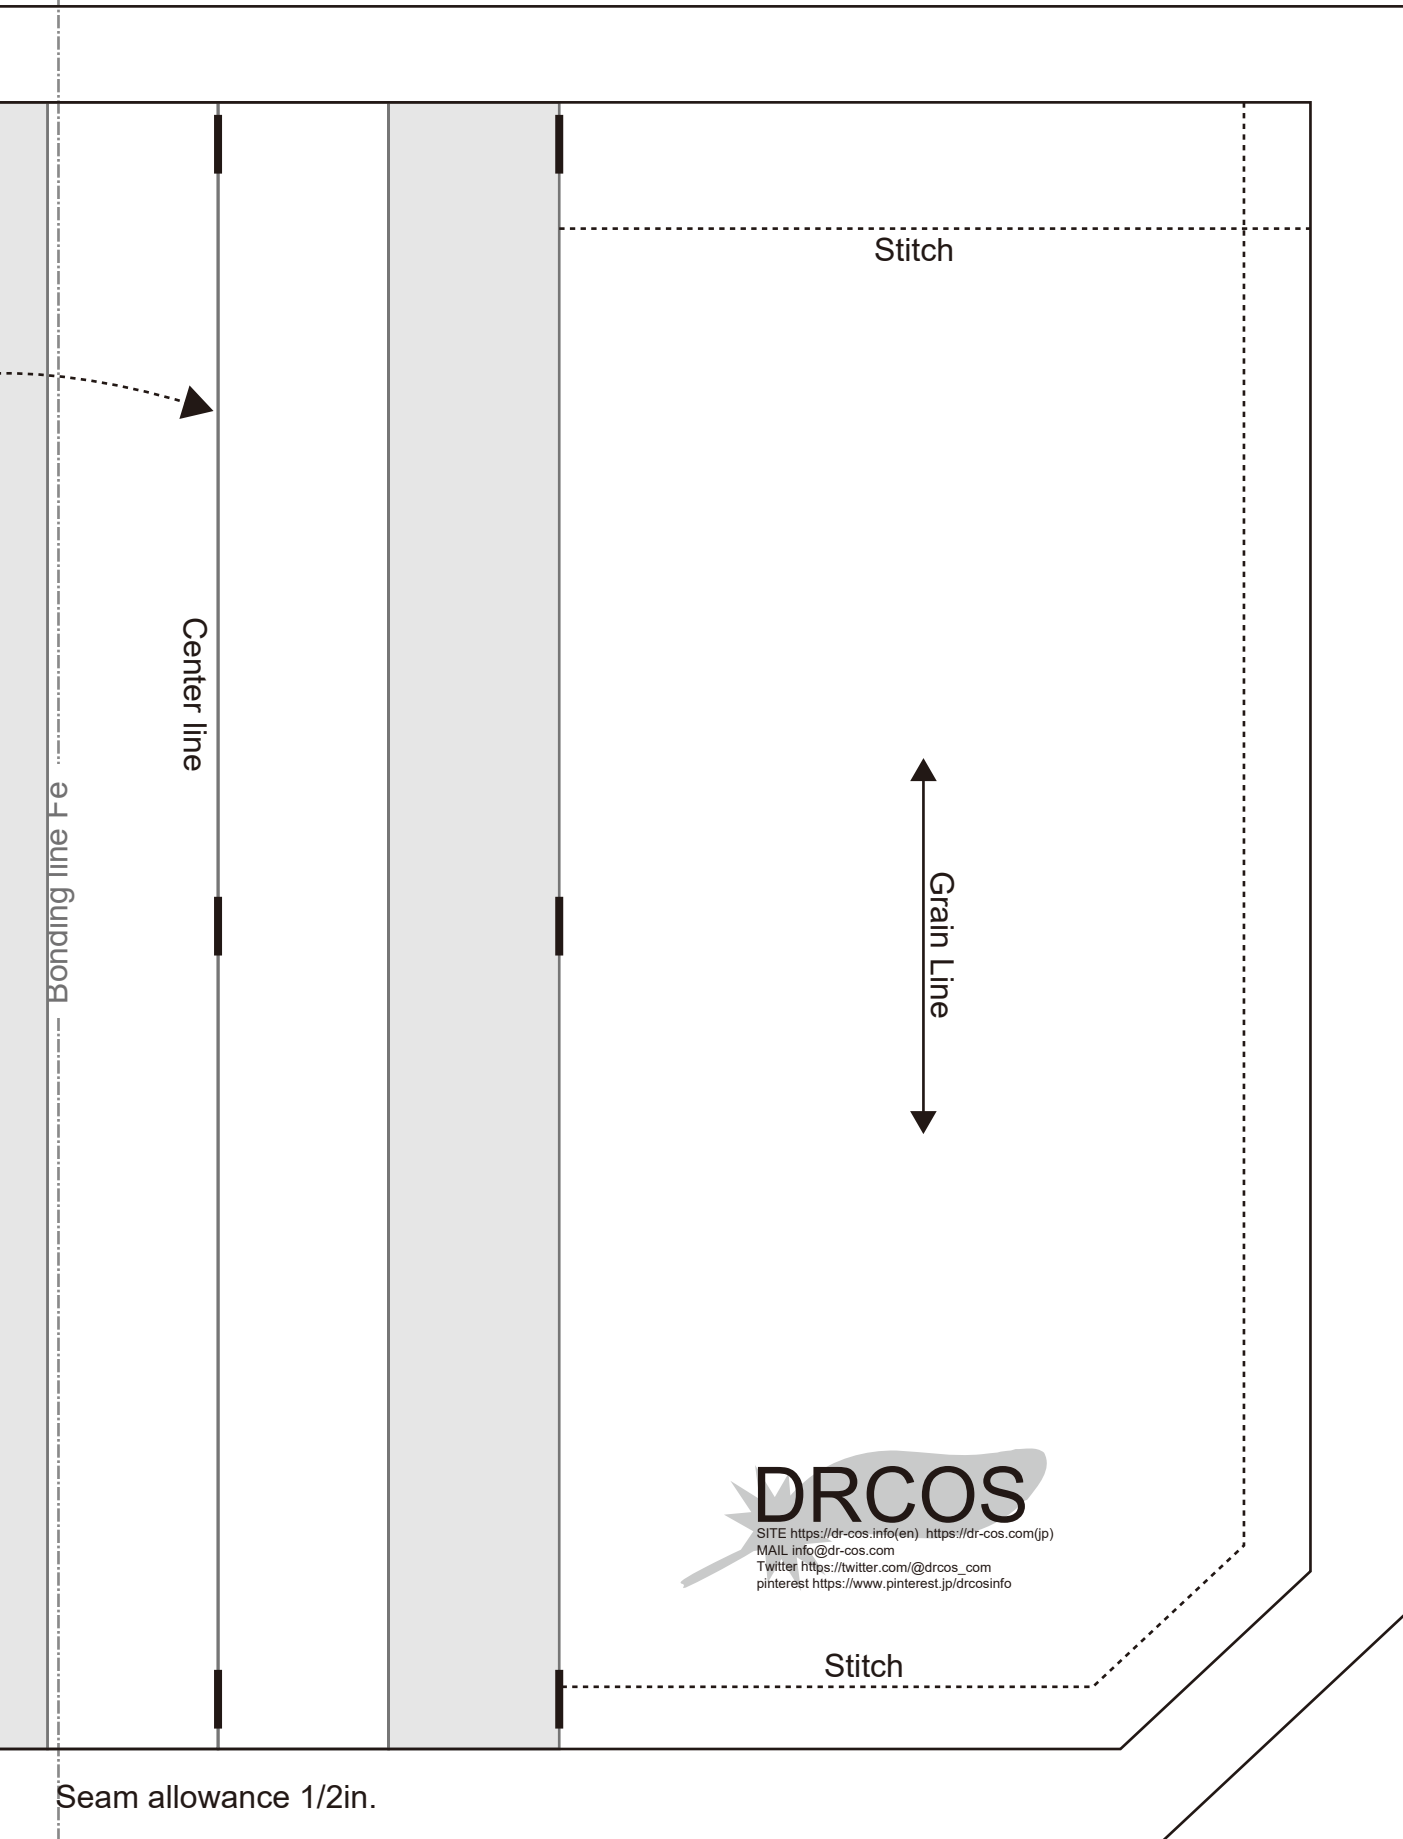 Stitch
Center line
Bonding line Fe
Grain Line
DRCOS
SITE https://dr-cos.info(en) https://dr-cos.com(jp)
MAIL info@dr-cos.com
Twitter https://twitter.com/@drcos_com
pinterest https://www.pinterest.jp/drcosinfo
Stitch
Seam allowance 1/2in.